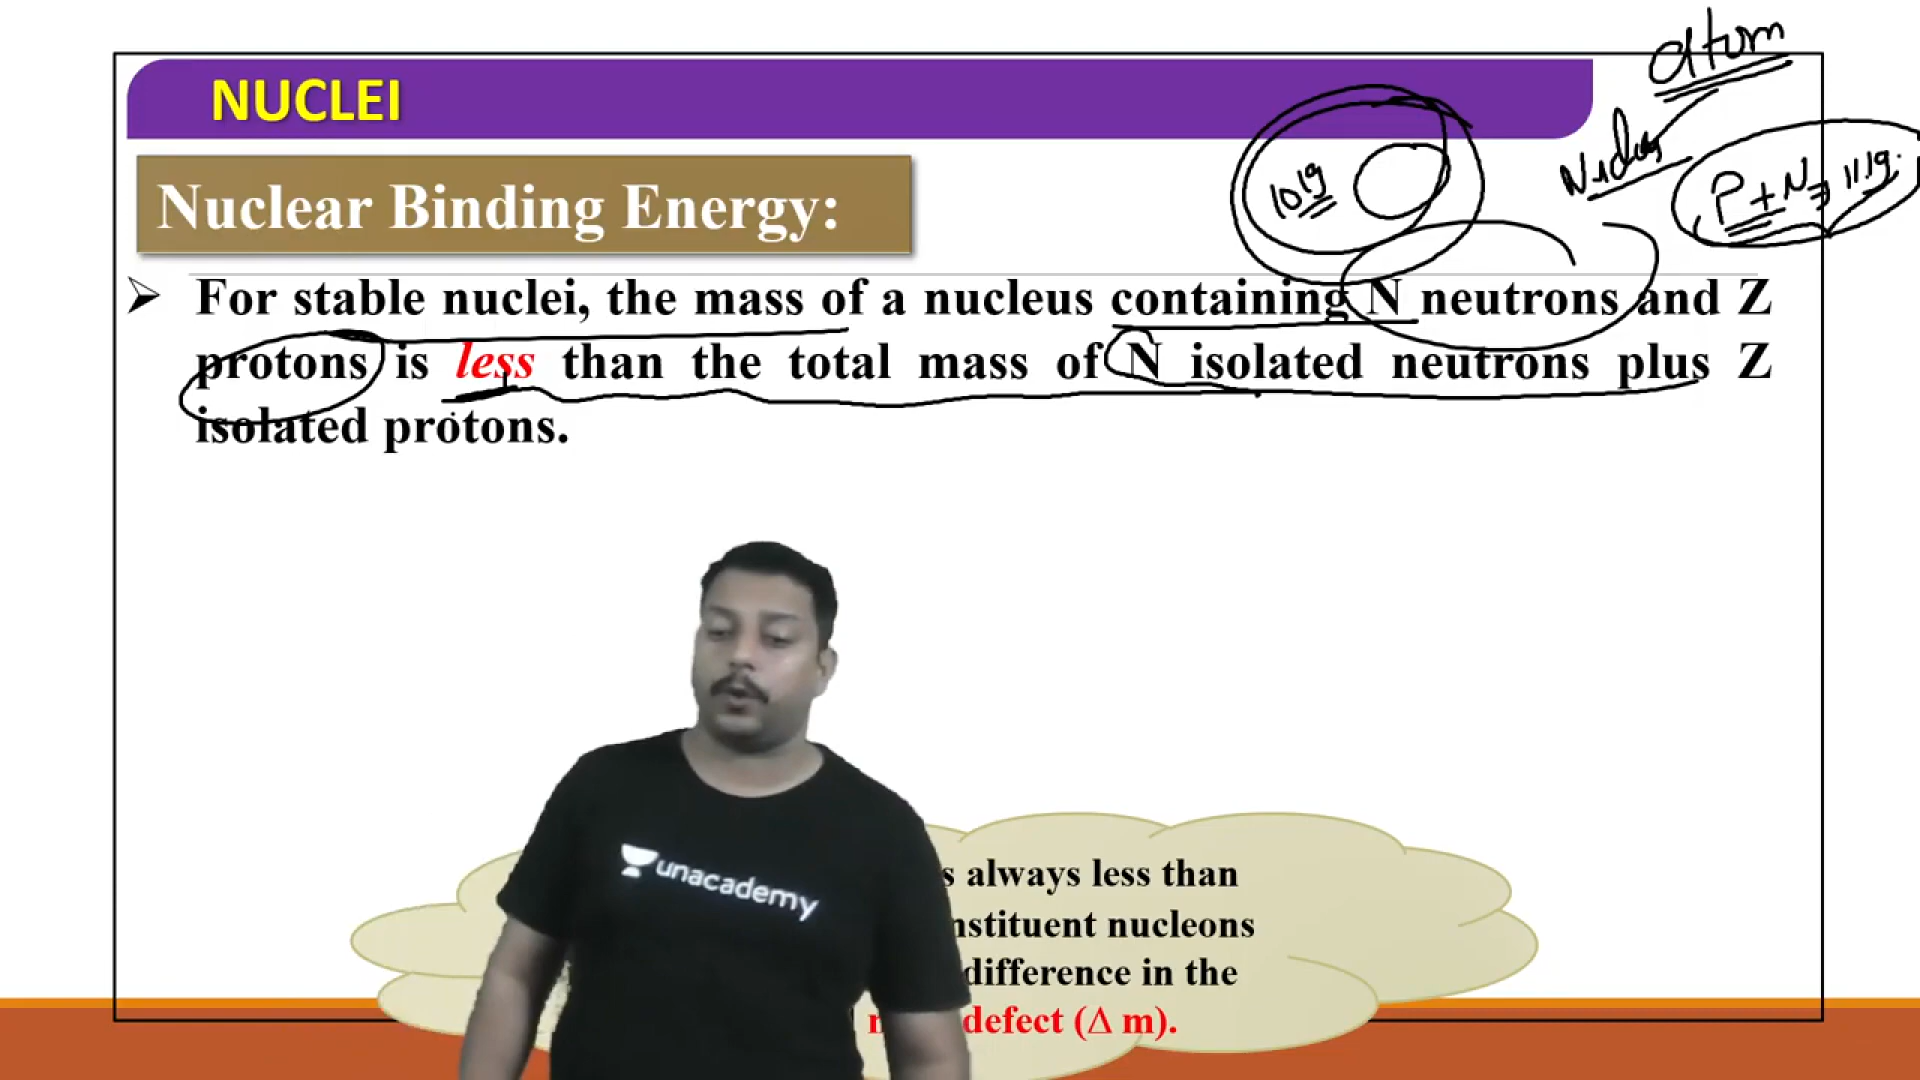 atom
NUCLEI
Nucleus
P+N
Nuclear Binding Energy:
For stable nuclei, the mass of a nucleus containing N neutrons and Z
protons is less than the total mass of N isolated neutrons plus Z
isolated protons.
unacademy
s always less than
nstituent nucleons
difference in the
defect (Δ m).